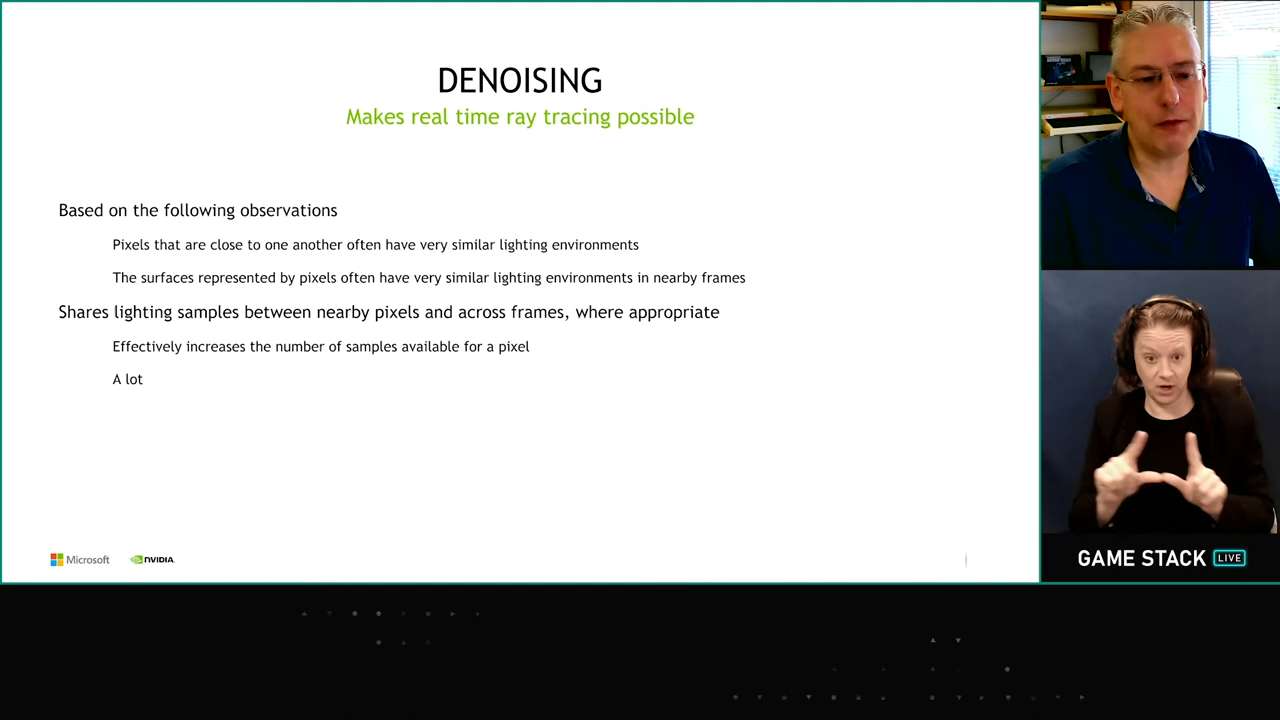 DENOISING
Makes real time ray tracing possible
Based on the following observations
Pixels that are close to one another often have very similar lighting environments
The surfaces represented by pixels often have very similar lighting environments in nearby frames
Shares lighting samples between nearby pixels and across frames, where appropriate
Effectively increases the number of samples available for a pixel
A lot
Microsoft
NVIDIA
GAME STACK LIVE